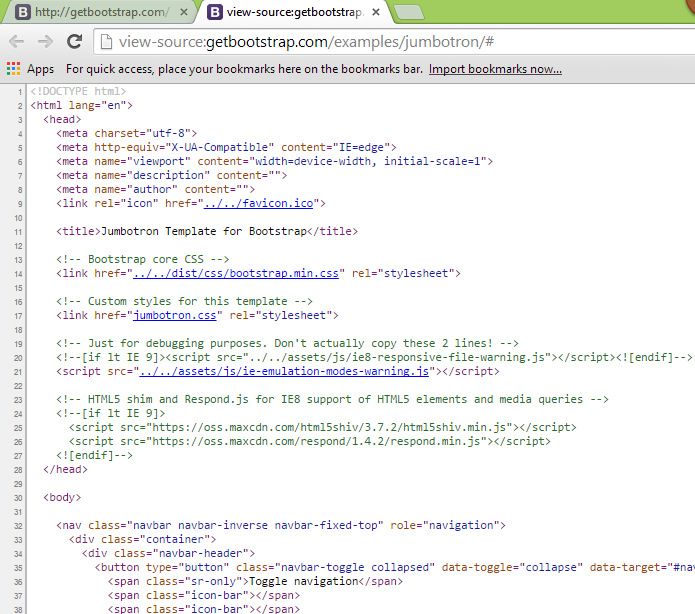 http://getbootstrap.com/
view-source:getbootstrap.
view-source:getbootstrap.com/examples/jumbotron/#
Apps For quick access, place your bookmarks here on the bookmarks bar. Import bookmarks now...
1 <!DOCTYPE html>
2 <html lang="en">
3 <head>
4 <meta charset="utf-8">
5 <meta http-equiv="X-UA-Compatible" content="IE=edge">
6 <meta name="viewport" content="width=device-width, initial-scale=1">
7 <meta name="description" content="">
8 <meta name="author" content="">
9 <link rel="icon" href="../../favicon.ico">
10
11 <title>Jumbotron Template for Bootstrap</title>
12
13 <!-- Bootstrap core CSS -->
14 <link href="../../dist/css/bootstrap.min.css" rel="stylesheet">
15
16 <!-- Custom styles for this template -->
17 <link href="jumbotron.css" rel="stylesheet">
18
19 <!-- Just for debugging purposes. Don't actually copy these 2 lines! -->
20 <!--[if lt IE 9]><script src="../../assets/js/ie8-responsive-file-warning.js"></script><![endif]-->
21 <script src="../../assets/js/ie-emulation-modes-warning.js"></script>
22
23 <!-- HTML5 shim and Respond.js for IE8 support of HTML5 elements and media queries -->
24 <!--[if lt IE 9]>
25 <script src="https://oss.maxcdn.com/html5shiv/3.7.2/html5shiv.min.js"></script>
26 <script src="https://oss.maxcdn.com/respond/1.4.2/respond.min.js"></script>
27 <![endif]-->
28 </head>
29
30 <body>
31
32 <nav class="navbar navbar-inverse navbar-fixed-top" role="navigation">
33 <div class="container">
34 <div class="navbar-header">
35 <button type="button" class="navbar-toggle collapsed" data-toggle="collapse" data-target="#nav
36 <span class="sr-only">Toggle navigation</span>
37 <span class="icon-bar"></span>
38 <span class="icon-bar"></span>